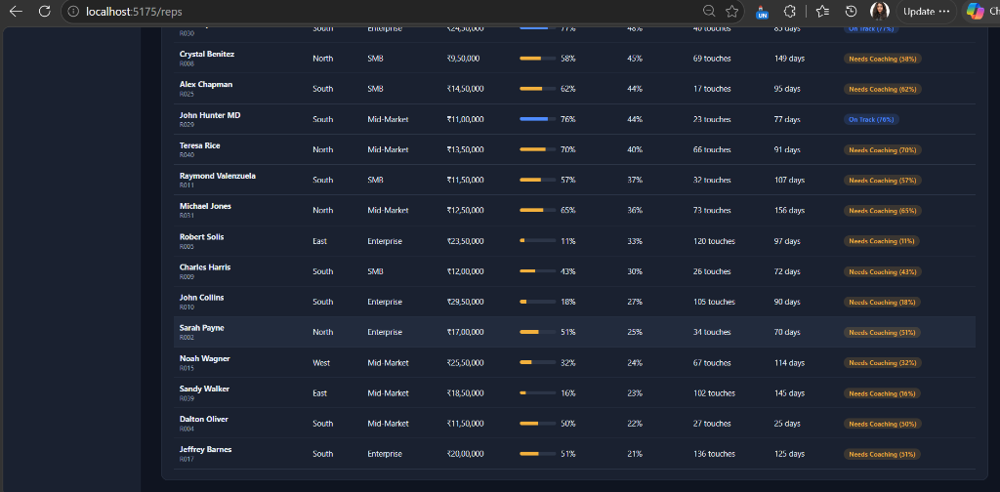 localhost:5175/reps
UN
Update
Ch
R030 South Enterprise ₹24,50,000 77% 48% 40 touches 85 days On Track (77%)
Crystal Benitez
R008 North SMB ₹9,50,000 58% 45% 69 touches 149 days Needs Coaching (58%)
Alex Chapman
R025 South SMB ₹14,50,000 62% 44% 17 touches 95 days Needs Coaching (62%)
John Hunter MD
R029 South Mid-Market ₹11,00,000 76% 44% 23 touches 77 days On Track (76%)
Teresa Rice
R040 North Mid-Market ₹13,50,000 70% 40% 66 touches 91 days Needs Coaching (70%)
Raymond Valenzuela
R011 South SMB ₹11,50,000 57% 37% 32 touches 107 days Needs Coaching (57%)
Michael Jones
R031 North Mid-Market ₹12,50,000 65% 36% 73 touches 156 days Needs Coaching (65%)
Robert Solis
R005 East Enterprise ₹23,50,000 11% 33% 120 touches 97 days Needs Coaching (11%)
Charles Harris
R009 South SMB ₹12,00,000 43% 30% 26 touches 72 days Needs Coaching (43%)
John Collins
R010 South Enterprise ₹29,50,000 18% 27% 105 touches 90 days Needs Coaching (18%)
Sarah Payne
R002 North Enterprise ₹17,00,000 51% 25% 34 touches 70 days Needs Coaching (51%)
Noah Wagner
R015 West Mid-Market ₹25,50,000 32% 24% 67 touches 114 days Needs Coaching (32%)
Sandy Walker
R039 East Mid-Market ₹18,50,000 16% 23% 102 touches 145 days Needs Coaching (16%)
Dalton Oliver
R004 South Mid-Market ₹11,50,000 50% 22% 27 touches 25 days Needs Coaching (50%)
Jeffrey Barnes
R017 South Enterprise ₹20,00,000 51% 21% 136 touches 125 days Needs Coaching (51%)